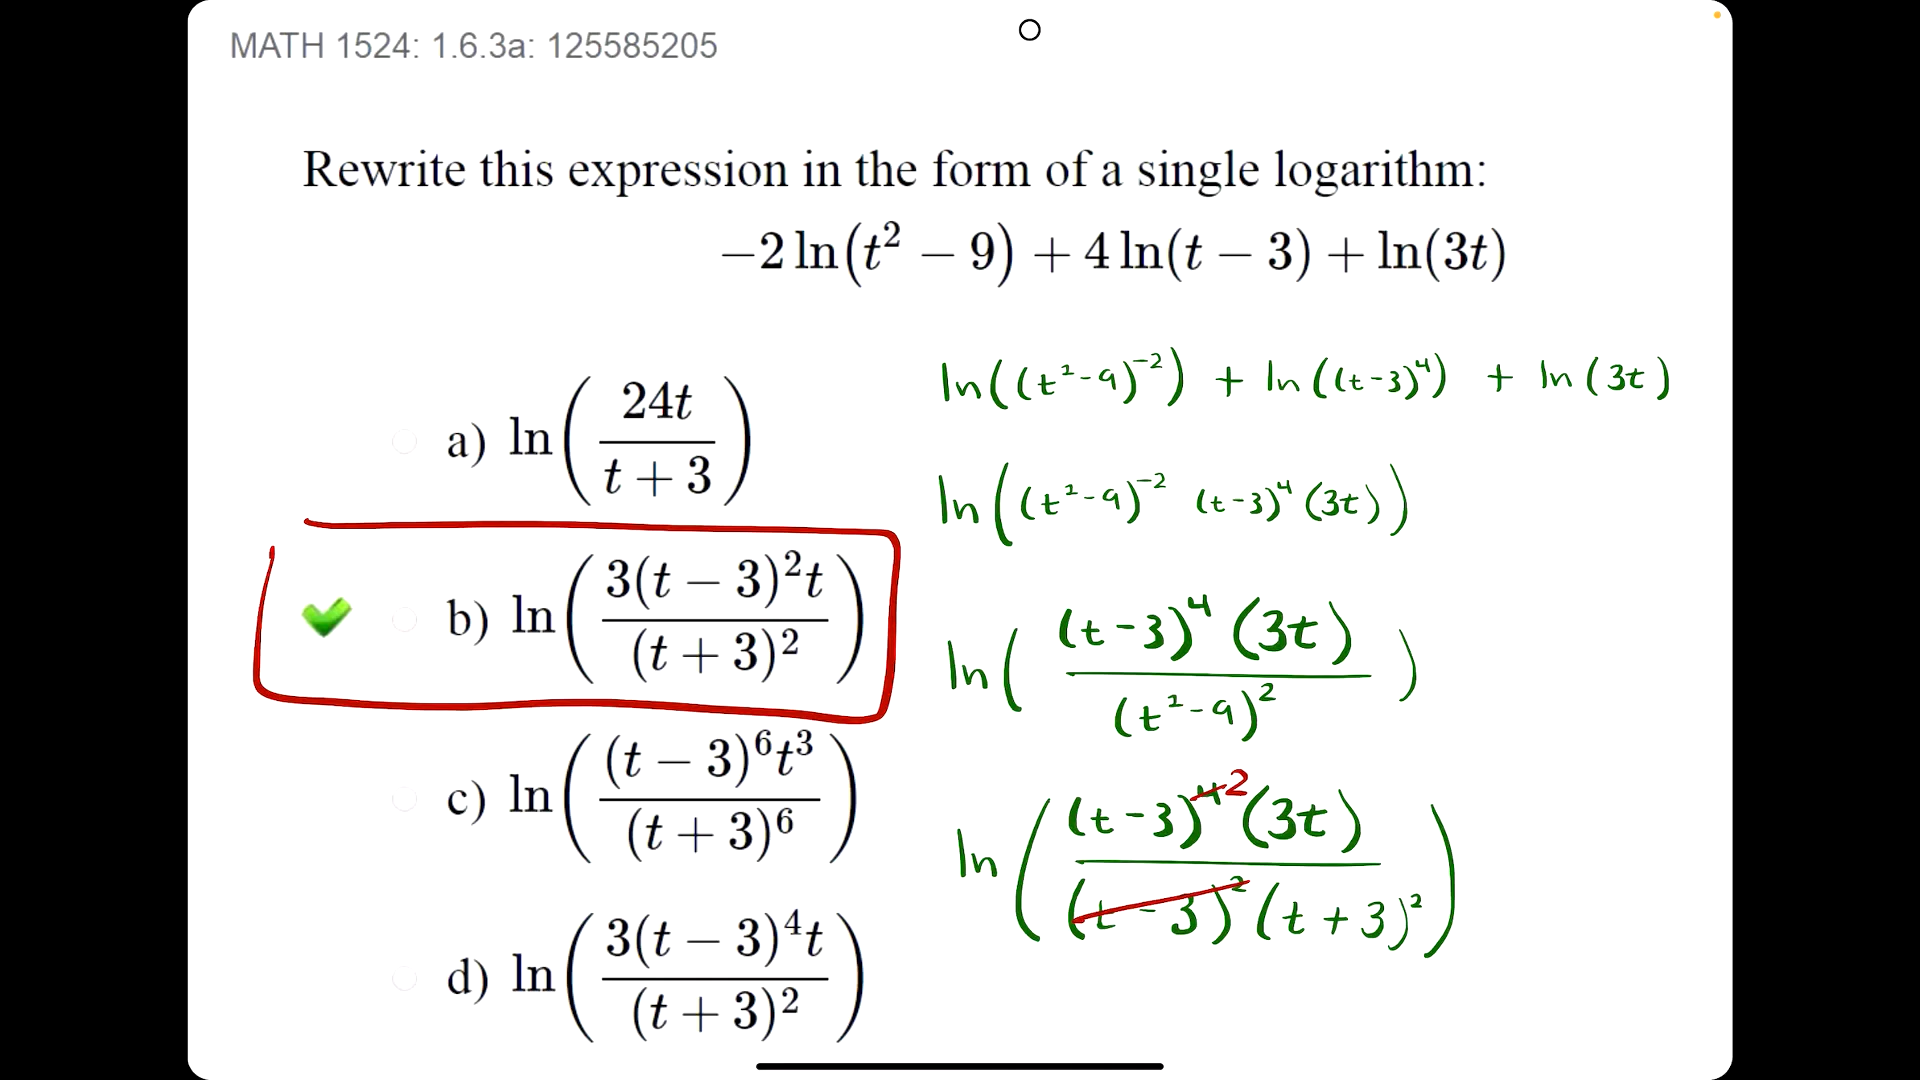 MATH 1524: 1.6.3a: 125585205
Rewrite this expression in the form of a single logarithm:
−2 ln(t² − 9) + 4 ln(t − 3) + ln(3t)
ln((t²-9)⁻²) + ln((t-3)⁴) + ln(3t)
a) ln(24t/(t + 3))
ln((t²-9)⁻² (t-3)⁴(3t))
b) ln(3(t − 3)²t/(t + 3)²)
ln((t-3)⁴(3t)/(t²-9)²)
c) ln((t − 3)⁶t³/(t + 3)⁶)
ln((t-3)⁴ ²(3t)/(t-3)²(t+3)²)
d) ln(3(t − 3)⁴t/(t + 3)²)